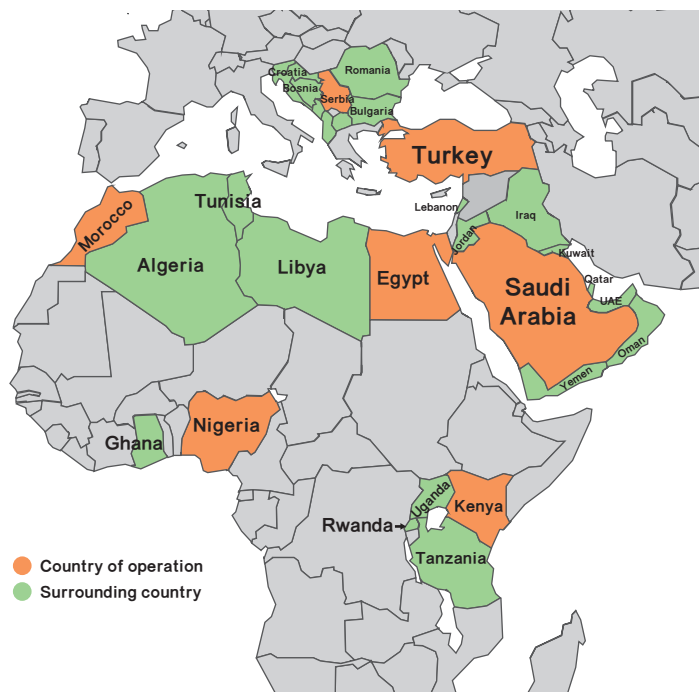 Croatia
Romania
Bosnia
Serbia
Bulgaria
Turkey
Tunisia
Lebanon
Morocco
Iraq
Jordan
Algeria
Libya
Egypt
Kuwait
Qatar
Saudi
Arabia
UAE
Oman
Yemen
Nigeria
Ghana
Uganda
Kenya
Rwanda
Tanzania
Country of operation
Surrounding country